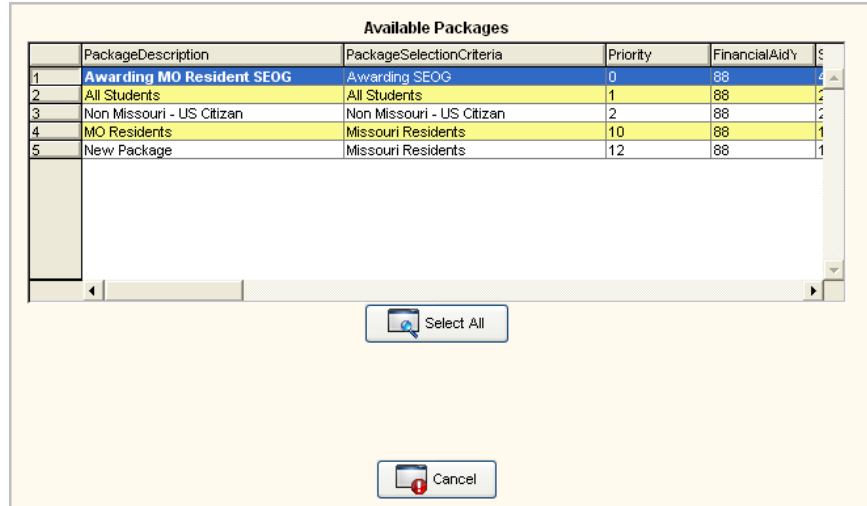 Available Packages
PackageDescription PackageSelectionCriteria Priority FinancialAid
1 Awarding MO Resident SEOG Awarding SEOG 0 88
2 All Students All Students 1 88
3 Non Missouri - US Citizan Non Missouri - US Citizan 2 88
4 MO Residents Missouri Residents 10 88
5 New Package Missouri Residents 12 88
Select All
Cancel